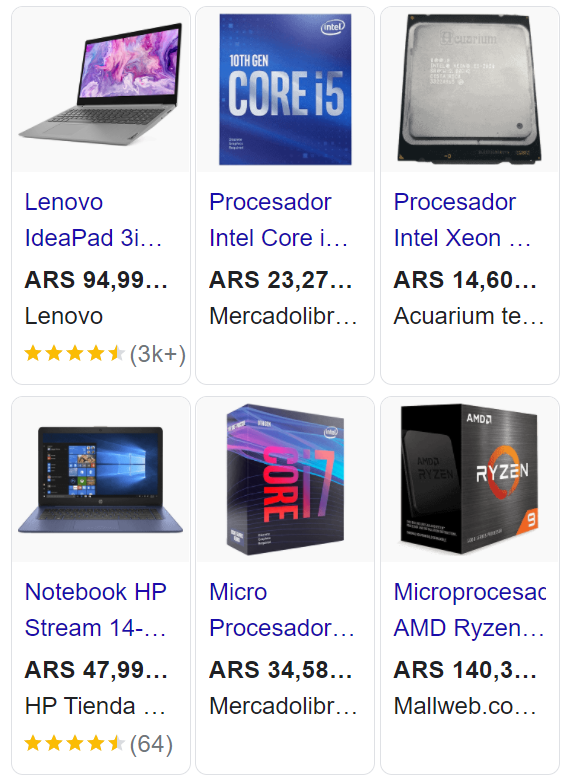 Lenovo
IdeaPad 3i...
ARS 94,99...
Lenovo
(3k+)
intel
10TH GEN
CORE i5
Procesador
Intel Core i...
ARS 23,27...
Mercadolibr...
Procesador
Intel Xeon ...
ARS 14,60...
Acuarium te...
Notebook HP
Stream 14-...
ARS 47,99...
HP Tienda ...
(64)
intel
CORE i7
Micro
Procesador...
ARS 34,58...
Mercadolibr...
AMD
AMD
RYZEN
RYZEN
9
Microprocesad
AMD Ryzen...
ARS 140,3...
Mallweb.co...